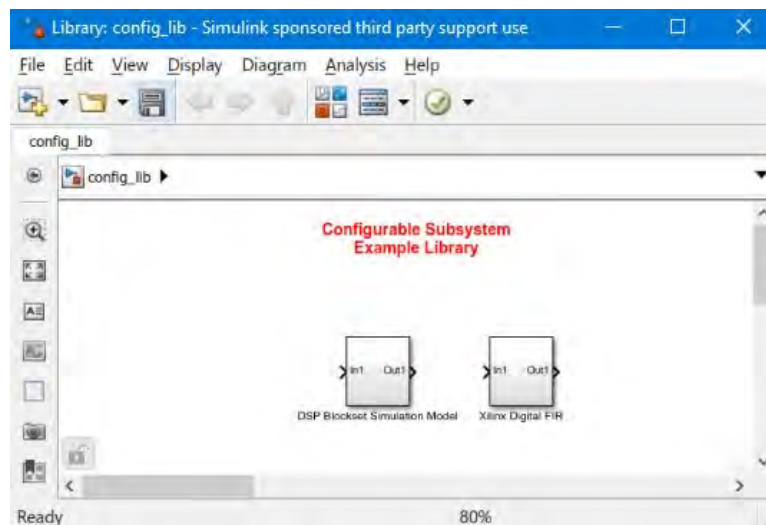 Library: config_lib - Simulink sponsored third party support use
File Edit View Display Diagram Analysis Help
config_lib
config_lib
Configurable Subsystem
Example Library
In1 Out1 In1 Out1
DSP Blockset Simulation Model Xilinx Digital FIR
Ready 80%